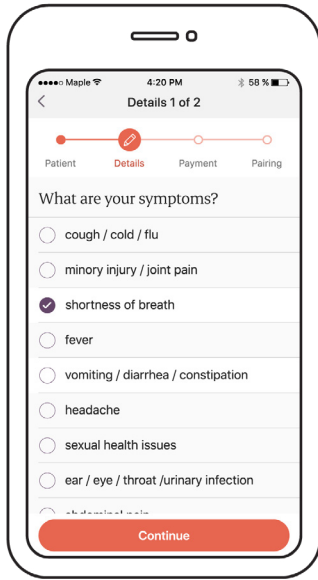 Maple 4:20 PM 58 %
Details 1 of 2
Patient Details Payment Pairing
What are your symptoms?
cough / cold / flu
minory injury / joint pain
shortness of breath
fever
vomiting / diarrhea / constipation
headache
sexual health issues
ear / eye / throat /urinary infection
abdominal pain
Continue